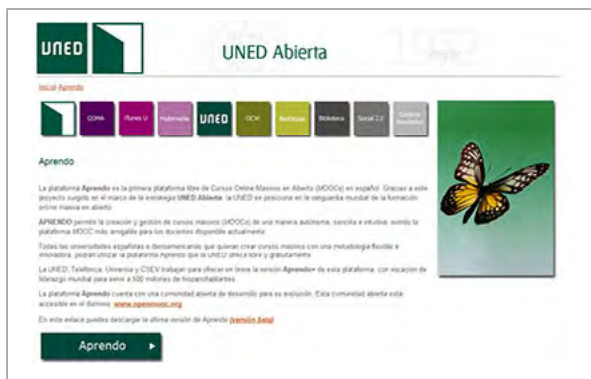 UNED
UNED Abierta
Inicial Aprendo
COMA
iTunes U
Multimedia
UNED
OCW
Noticias
Biblioteca
Social 2.0
Aprendo
La plataforma Aprendo es la primera plataforma libre de Cursos Online Masivos en Abierto (MOOCs) en español. Gracias a este
proyecto surgido en el marco de la estrategia UNED Abierta, la UNED se posiciona en la vanguardia mundial de la formación
online masiva en abierto.
APRENDO permite la creación y gestión de cursos masivos (MOOCs) de una manera autónoma, sencilla e intuitiva, siendo la
plataforma MOOC más amigable para los docentes disponible actualmente.
Todas las universidades españolas e iberoamericanas que quieran crear cursos masivos con una metodología flexible e
innovadora, podrán utilizar la plataforma Aprendo que la UNED ofrece libre y gratuitamente.
La UNED, Telefónica, Universia y CSEV trabajan para ofrecer en breve la versión Aprendo+ de esta plataforma, con vocación de
liderazgo mundial para servir a 500 millones de hispanohablantes.
La plataforma Aprendo cuenta con una comunidad abierta de desarrollo para su evolución. Esta comunidad abierta está
accesible en el dominio: www.openmooc.org
En este enlace puedes descargar la última versión de Aprendo (versión beta)
Aprendo